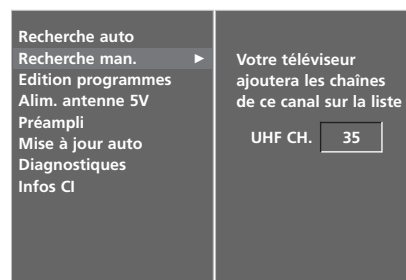 Recherche auto
Recherche man. ►
Edition programmes
Alim. antenne 5V
Préampli
Mise à jour auto
Diagnostiques
Infos CI
Votre téléviseur
ajoutera les chaînes
de ce canal sur la liste
UHF CH. 35